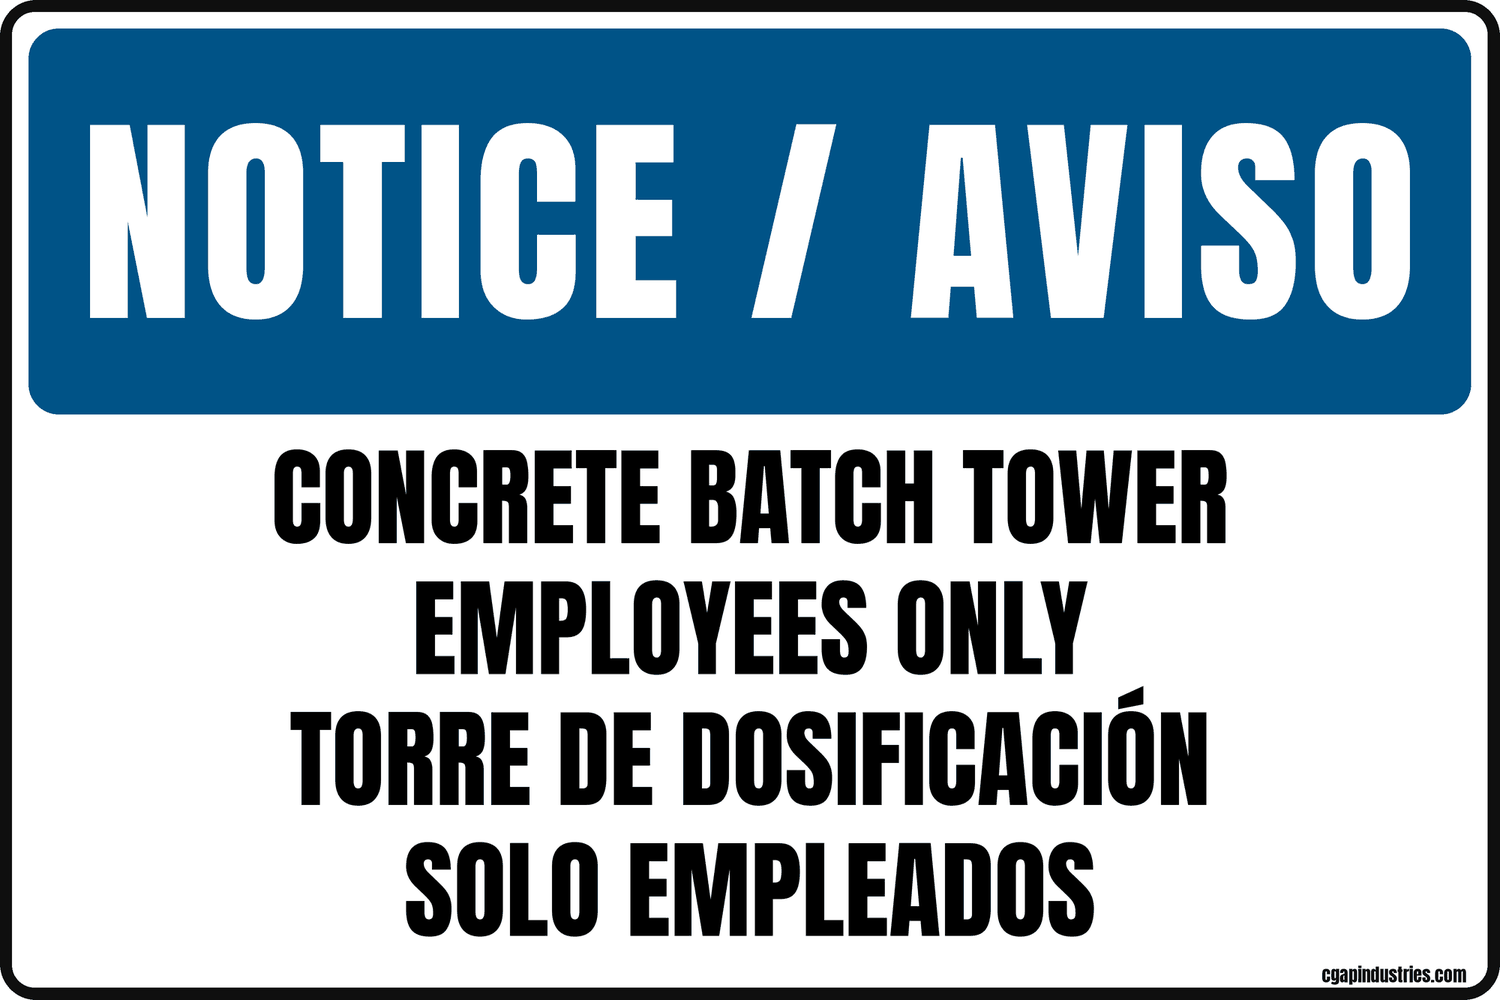 NOTICE / AVISO
CONCRETE BATCH TOWER
EMPLOYEES ONLY
TORRE DE DOSIFICACIÓN
SOLO EMPLEADOS
cgapindustries.com